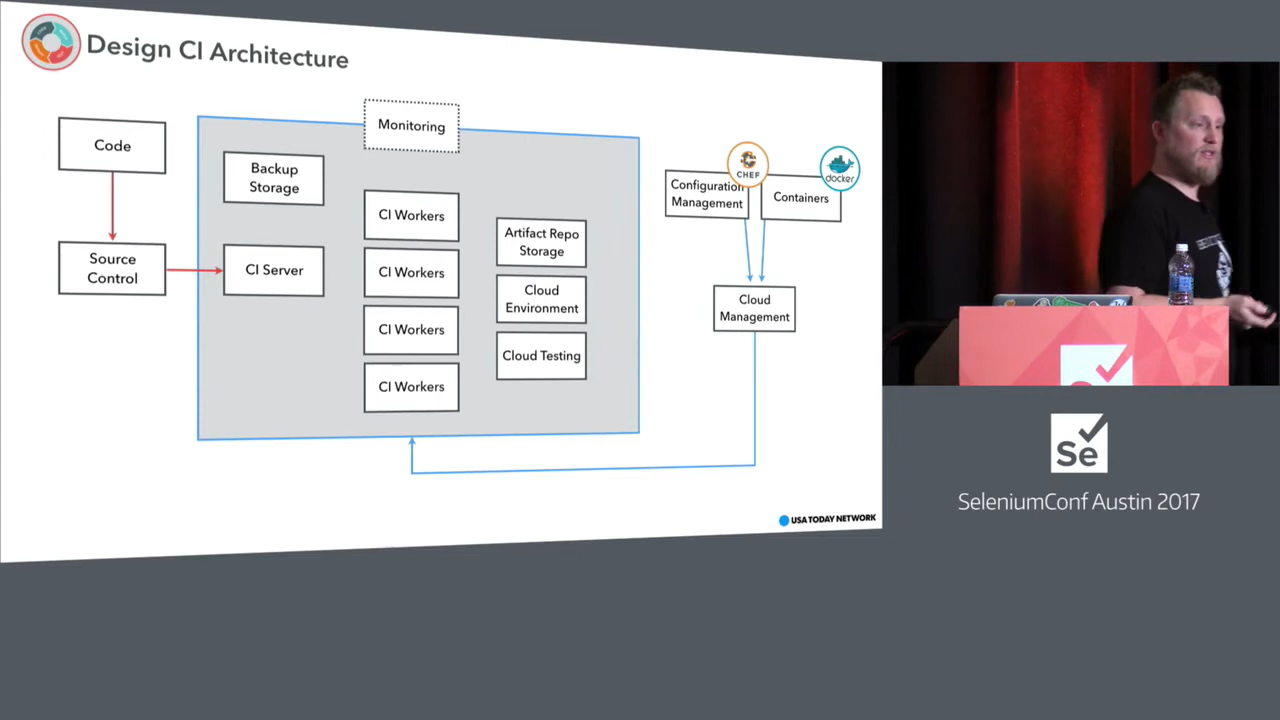 Design CI Architecture
Code
Source
Control
Monitoring
Backup
Storage
CI Server
CI Workers
CI Workers
CI Workers
CI Workers
Artifact Repo
Storage
Cloud
Environment
Cloud Testing
CHEF
docker
Configuration
Management
Containers
Cloud
Management
USA TODAY NETWORK
Se
SeleniumConf Austin 2017